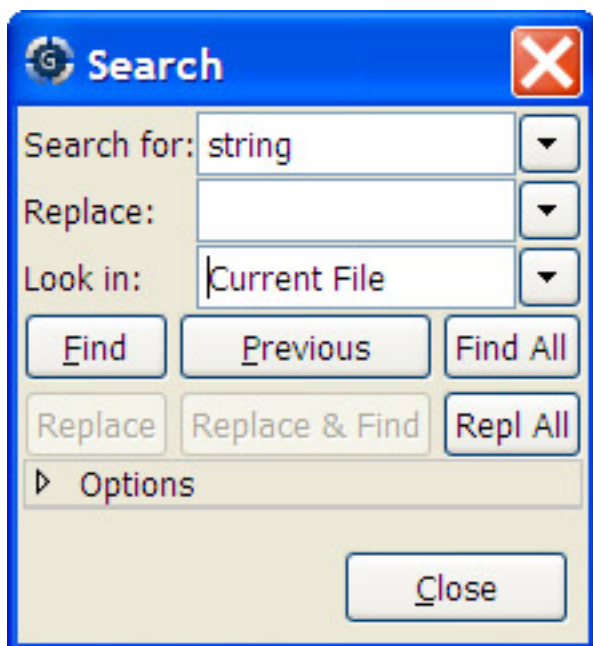 G Search
Search for: string
Replace:
Look in: Current File
Find Previous Find All
Replace Replace & Find Repl All
Options
Close